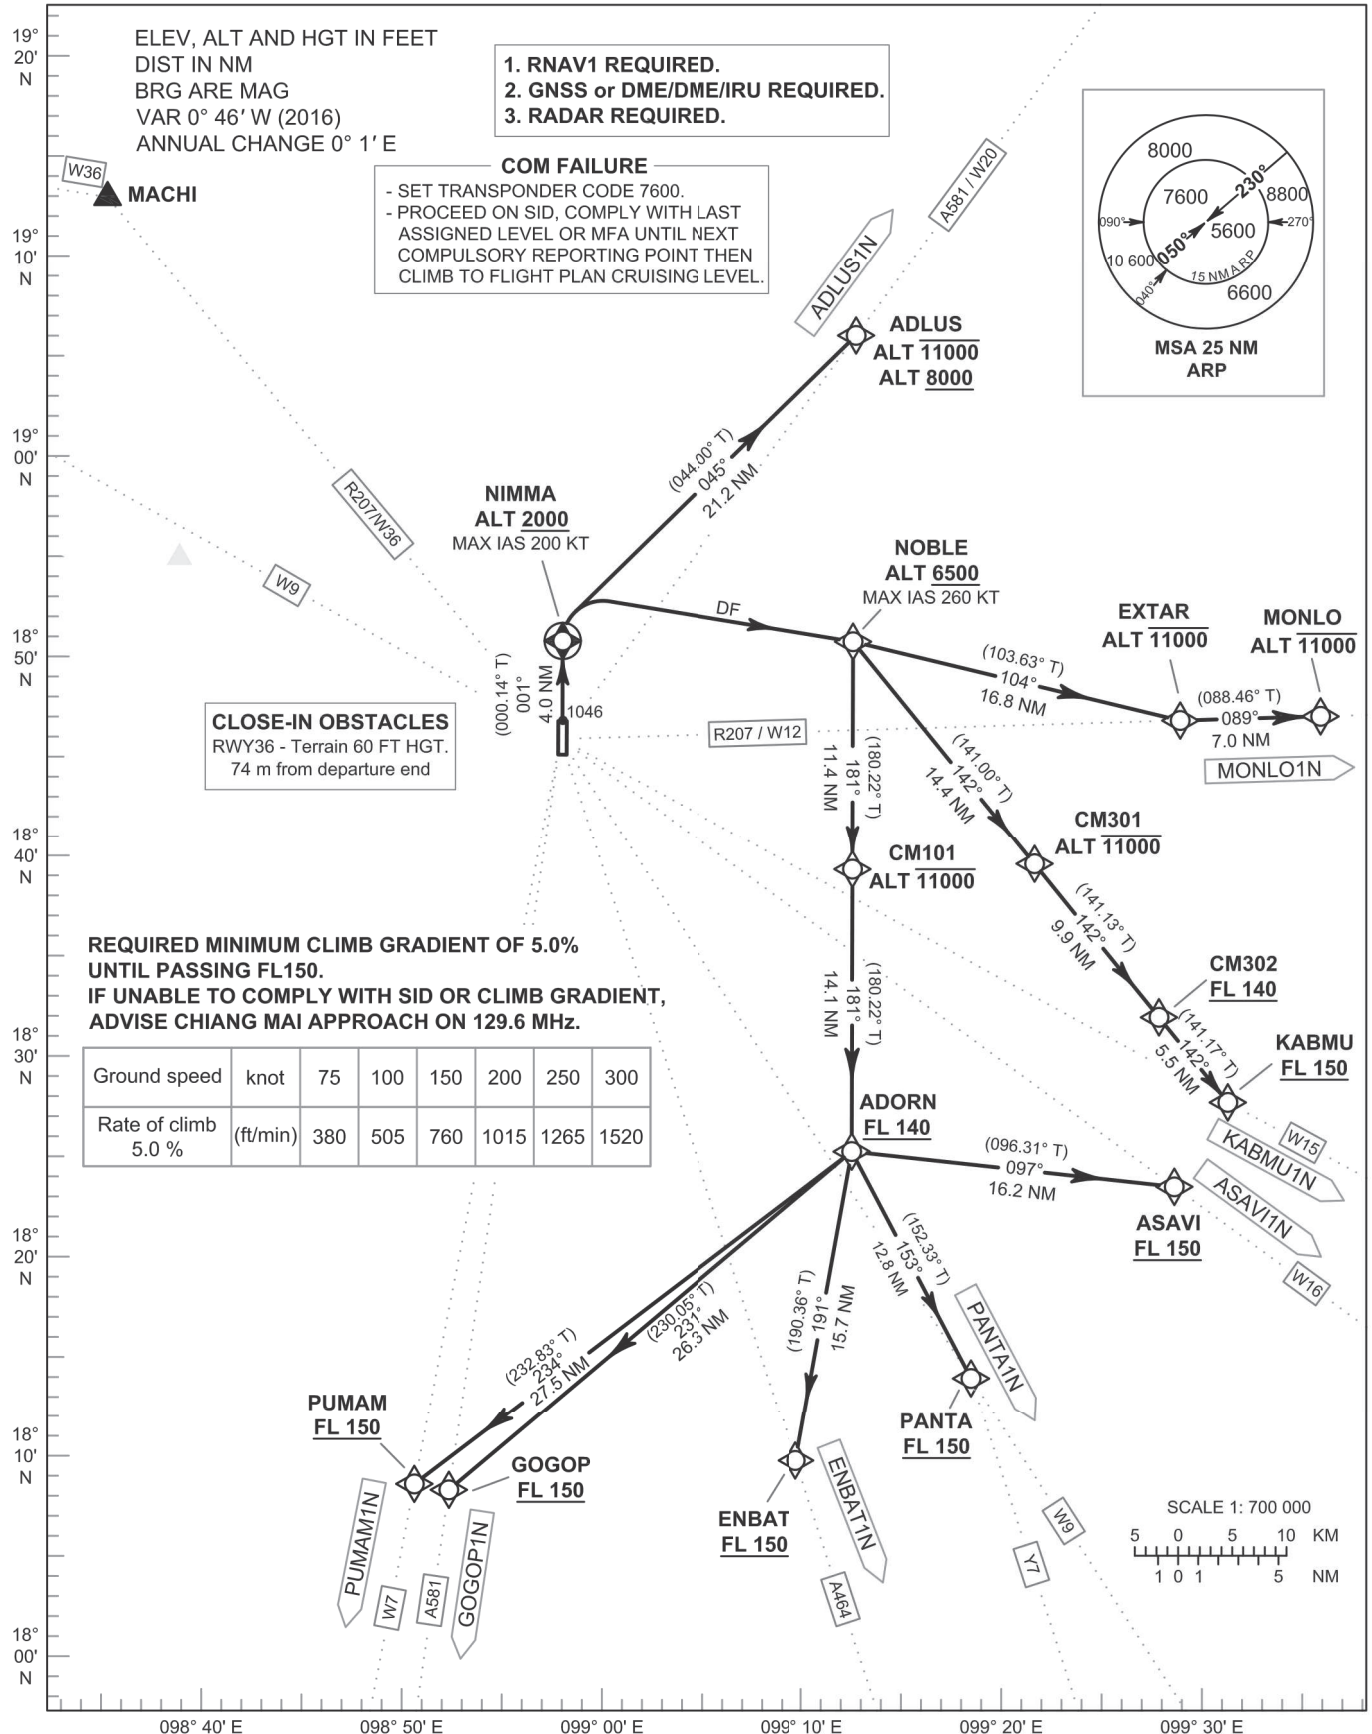 19°
20'
N
ELEV, ALT AND HGT IN FEET
DIST IN NM
BRG ARE MAG
VAR 0° 46′ W (2016)
ANNUAL CHANGE 0° 1′ E
1. RNAV1 REQUIRED.
2. GNSS or DME/DME/IRU REQUIRED.
3. RADAR REQUIRED.
COM FAILURE
- SET TRANSPONDER CODE 7600.
- PROCEED ON SID, COMPLY WITH LAST
ASSIGNED LEVEL OR MFA UNTIL NEXT
COMPULSORY REPORTING POINT THEN
CLIMB TO FLIGHT PLAN CRUISING LEVEL.
W36
MACHI
A581 / W20
8000
7600
230°
8800
090°
270°
5600
050°
10 600
15 NM ARP
040°
6600
MSA 25 NM
ARP
19°
10'
N
ADLUS1N
ADLUS
ALT 11000
ALT 8000
19°
00'
N
(044.00° T)
045°
21.2 NM
R207/W36
W9
NIMMA
ALT 2000
MAX IAS 200 KT
NOBLE
ALT 6500
MAX IAS 260 KT
DF
EXTAR
ALT 11000
MONLO
ALT 11000
18°
50'
N
(000.14° T)
001°
4.0 NM
1046
(103.63° T)
104°
16.8 NM
(088.46° T)
089°
7.0 NM
MONLO1N
R207 / W12
CLOSE-IN OBSTACLES
RWY36 - Terrain 60 FT HGT.
74 m from departure end
(180.22° T)
181°
11.4 NM
(141.00° T)
142°
14.4 NM
18°
40'
N
CM101
ALT 11000
CM301
ALT 11000
(141.13° T)
142°
9.9 NM
REQUIRED MINIMUM CLIMB GRADIENT OF 5.0%
UNTIL PASSING FL150.
IF UNABLE TO COMPLY WITH SID OR CLIMB GRADIENT,
ADVISE CHIANG MAI APPROACH ON 129.6 MHz.
(180.22° T)
181°
14.1 NM
CM302
FL 140
18°
30'
N
Ground speed knot 75 100 150 200 250 300
Rate of climb
5.0 %
(ft/min) 380 505 760 1015 1265 1520
(141.17° T)
142°
5.5 NM
KABMU
FL 150
ADORN
FL 140
W15
KABMU1N
ASAVI1N
(096.31° T)
097°
16.2 NM
ASAVI
FL 150
W16
18°
20'
N
(152.33° T)
153°
12.8 NM
(190.36° T)
191°
15.7 NM
(230.05° T)
231°
26.3 NM
(232.83° T)
234°
27.5 NM
PANTA1N
PANTA
FL 150
PUMAM
FL 150
18°
10'
N
GOGOP
FL 150
ENBAT
FL 150
ENBAT1N
PUMAM1N
GOGOP1N
W7
A581
A464
Y7
W9
SCALE 1: 700 000
5 0 5 10 KM
1 0 1 5 NM
18°
00'
N
098° 40' E
098° 50' E
099° 00' E
099° 10' E
099° 20' E
099° 30' E